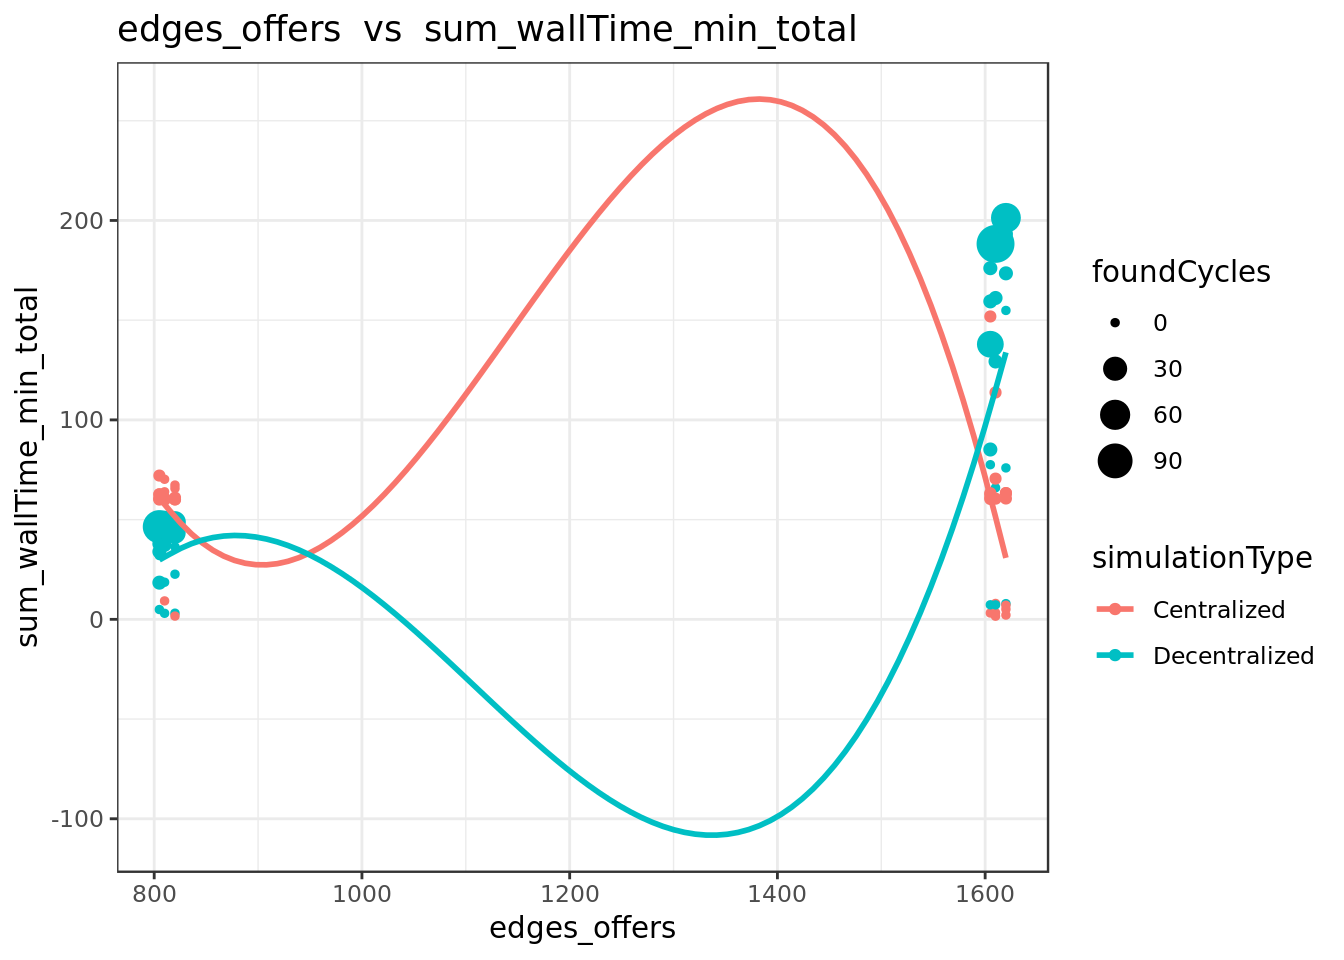 edges_offers  vs  sum_wallTime_min_total
sum_wallTime_min_total
200
100
0
-100
800
1000
1200
1400
1600
edges_offers
foundCycles
0
30
60
90
simulationType
Centralized
Decentralized